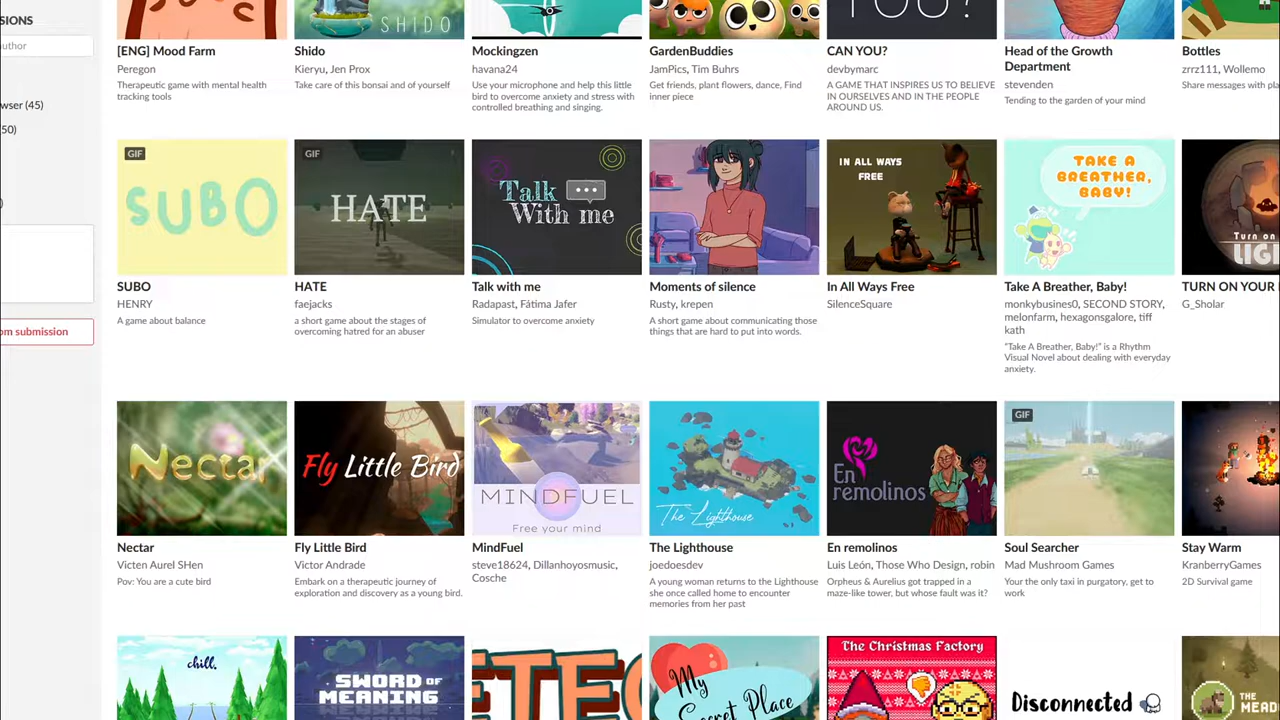 SIONS
uthor
wser (45)
50)
)
om submission
SHIDO
YOU?
[ENG] Mood Farm
Peregon
Therapeutic game with mental health
tracking tools
Shido
Kieryu, Jen Prox
Take care of this bonsai and of yourself
Mockingzen
havana24
Use your microphone and help this little
bird to overcome anxiety and stress with
controlled breathing and singing.
GardenBuddies
JamPics, Tim Buhrs
Get friends, plant flowers, dance, Find
inner piece
CAN YOU?
devbymarc
A GAME THAT INSPIRES US TO BELIEVE
IN OURSELVES AND IN THE PEOPLE
AROUND US.
Head of the Growth
Department
stevenden
Tending to the garden of your mind
Bottles
zrrz111, Wollemo
Share messages with pla
GIF
SUBO
SUBO
HENRY
A game about balance
GIF
HATE
HATE
faejacks
a short game about the stages of
overcoming hatred for an abuser
Talk
With me
Talk with me
Radapast, Fátima Jafer
Simulator to overcome anxiety
Moments of silence
Rusty, krepen
A short game about communicating those
things that are hard to put into words.
IN ALL WAYS
FREE
In All Ways Free
SilenceSquare
TAKE A
BREATHER,
BABY!
Take A Breather, Baby!
monkybusines0, SECOND STORY,
melonfarm, hexagonsgalore, tiff
kath
"Take A Breather, Baby!" is a Rhythm
Visual Novel about dealing with everyday
anxiety.
Turn on
LIG
TURN ON YOUR
G_Sholar
Nectar
Nectar
Victen Aurel SHen
Pov: You are a cute bird
Fly Little Bird
Fly Little Bird
Victor Andrade
Embark on a therapeutic journey of
exploration and discovery as a young bird.
MINDFUEL
Free your mind
MindFuel
steve18624, Dillanhoyosmusic,
Cosche
The Lighthouse
The Lighthouse
joedoesdev
A young woman returns to the Lighthouse
she once called home to encounter
memories from her past
En
remolinos
En remolinos
Luis León, Those Who Design, robin
Orpheus & Aurelius got trapped in a
maze-like tower, but whose fault was it?
GIF
Soul Searcher
Mad Mushroom Games
Your the only taxi in purgatory, get to
work
Stay Warm
KranberryGames
2D Survival game
chill.
SWORD OF
MEANING
ETEO
My
Secret Place
The Christmas Factory
Disconnected
THE
MEAD